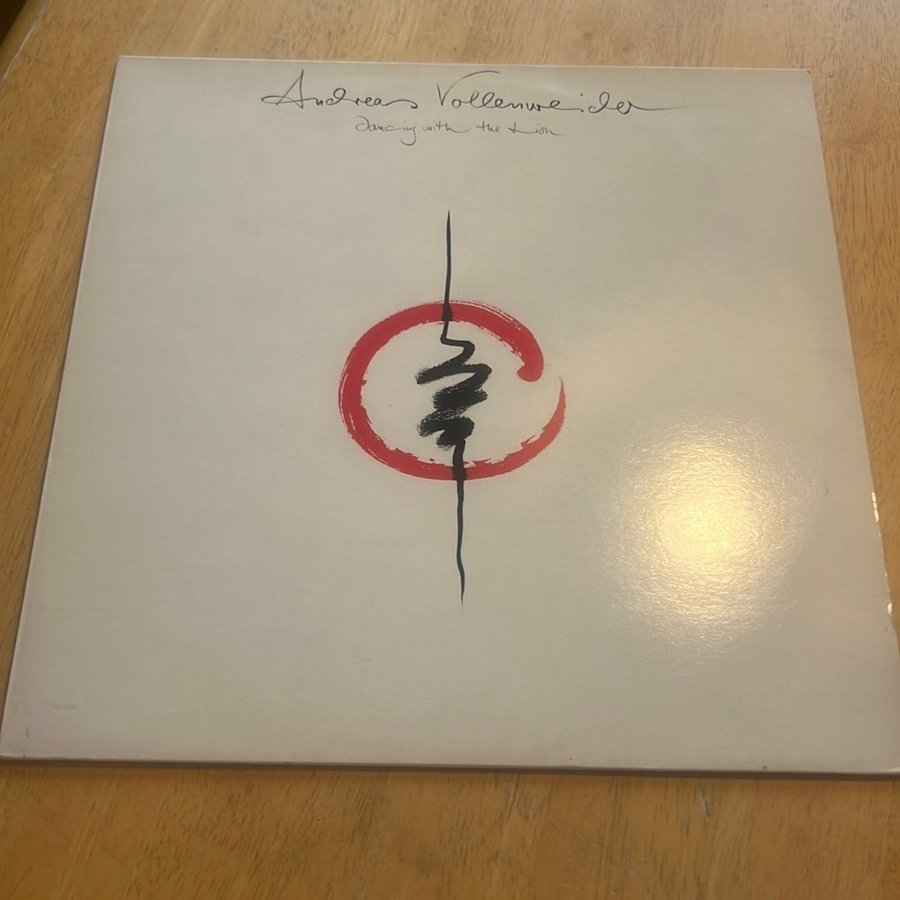 Andreas Vollenweider
dancing with the Lion